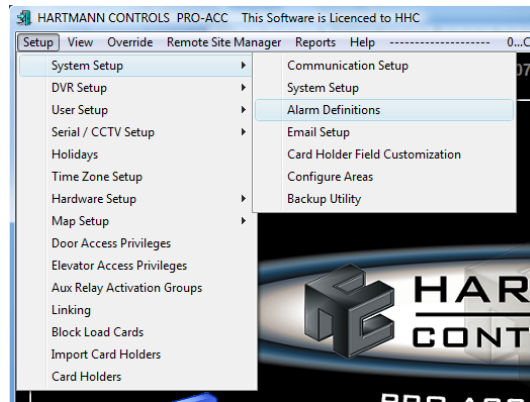 HARTMANN CONTROLS PRO-ACC This Software is Licenced to HHC
Setup View Override Remote Site Manager Reports Help -------------------- 0...C
System Setup
DVR Setup
User Setup
Serial / CCTV Setup
Holidays
Time Zone Setup
Hardware Setup
Map Setup
Door Access Privileges
Elevator Access Privileges
Aux Relay Activation Groups
Linking
Block Load Cards
Import Card Holders
Card Holders
Communication Setup
System Setup
Alarm Definitions
Email Setup
Card Holder Field Customization
Configure Areas
Backup Utility
07
HAR
CONT